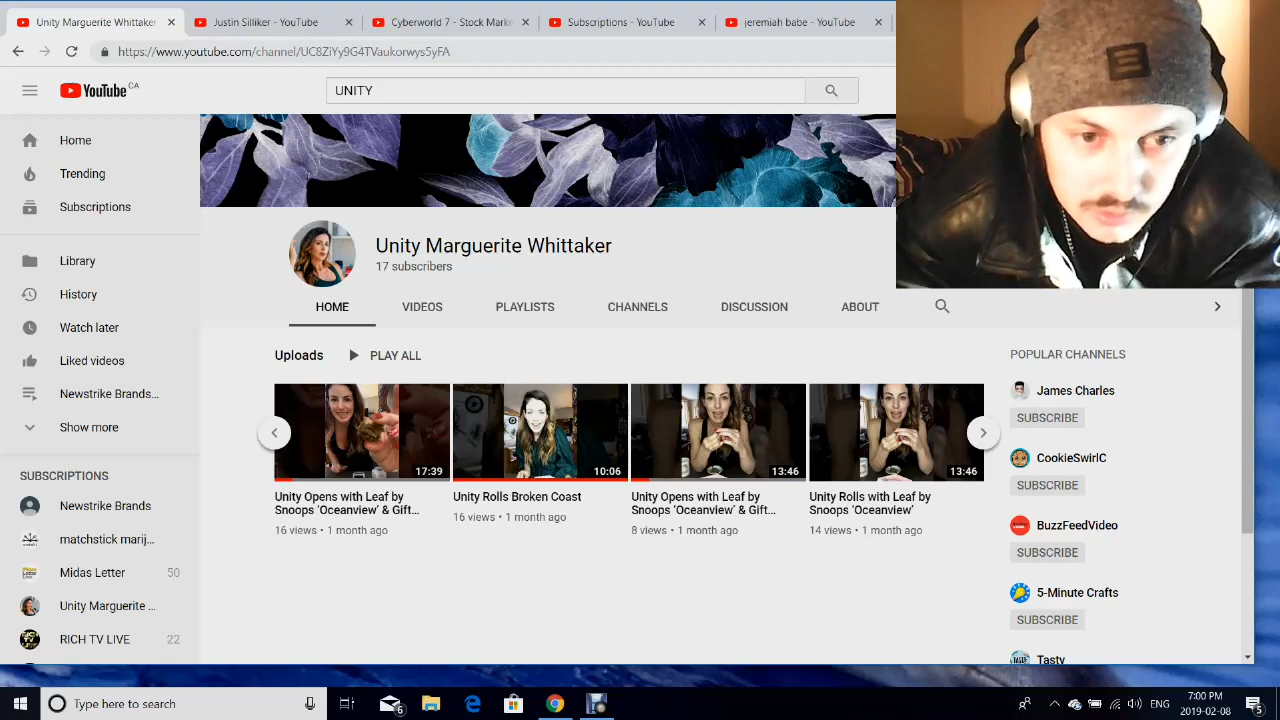 Unity Marguerite Whittaker
Justin Silliker - YouTube
Cyberworld 7 - Stock Marke
Subscriptions - YouTube
jeremiah babe - YouTube
https://www.youtube.com/channel/UC8ZiYy9G4TVaukorwys5yFA
YouTube CA
UNITY
Home
Trending
Subscriptions
Library
History
Watch later
Liked videos
Newstrike Brands...
Show more
SUBSCRIPTIONS
Newstrike Brands
matchstick marij...
Midas Letter 50
Unity Marguerite ...
RICH TV LIVE 22
Unity Marguerite Whittaker
17 subscribers
HOME VIDEOS PLAYLISTS CHANNELS DISCUSSION ABOUT
Uploads PLAY ALL
17:39
Unity Opens with Leaf by
Snoops ‘Oceanview’ & Gift...
16 views • 1 month ago
10:06
Unity Rolls Broken Coast
16 views • 1 month ago
13:46
Unity Opens with Leaf by
Snoops ‘Oceanview’ & Gift...
8 views • 1 month ago
13:46
Unity Rolls with Leaf by
Snoops ‘Oceanview’
14 views • 1 month ago
POPULAR CHANNELS
James Charles
SUBSCRIBE
CookieSwirlC
SUBSCRIBE
BuzzFeedVideo
SUBSCRIBE
5-Minute Crafts
SUBSCRIBE
Tasty
Type here to search
6
ENG
7:00 PM
2019-02-08
5